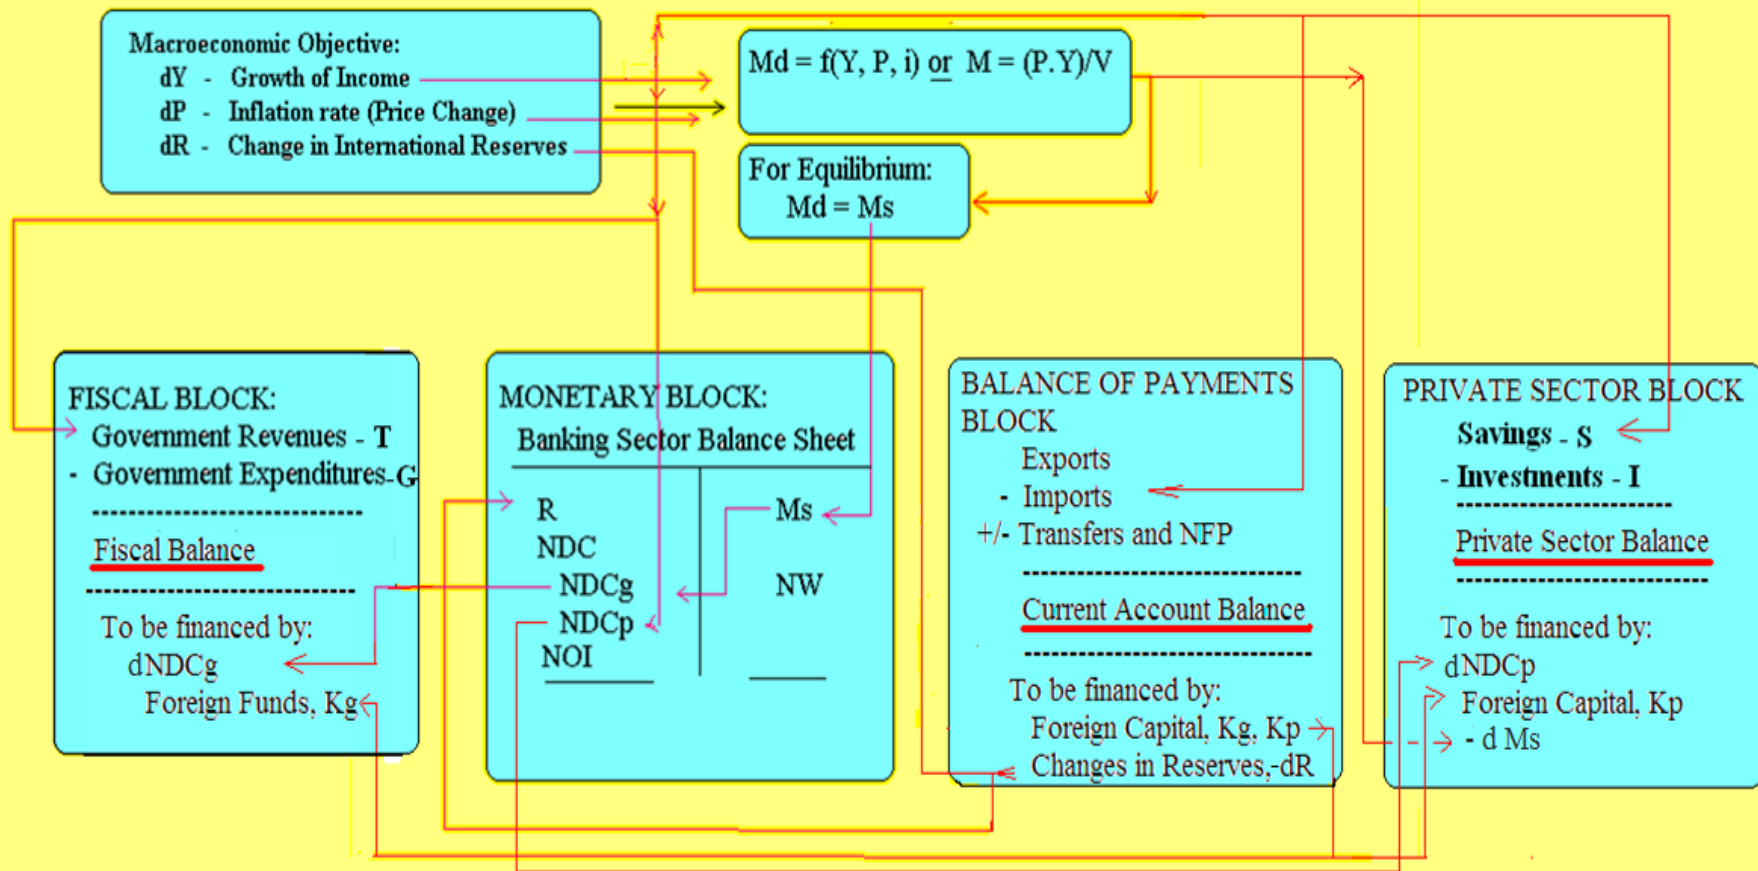 Macroeconomic Objective:
dY - Growth of Income
dP - Inflation rate (Price Change)
dR - Change in International Reserves
Md = f(Y, P, i) or M = (P.Y)/V
For Equilibrium:
Md = Ms
FISCAL BLOCK:
Government Revenues - T
- Government Expenditures-G
Fiscal Balance
To be financed by:
dNDCg
Foreign Funds, Kg
MONETARY BLOCK:
Banking Sector Balance Sheet
R Ms
NDC
NDCg NW
NDCp
NOI
BALANCE OF PAYMENTS
BLOCK
Exports
- Imports
+/- Transfers and NFP
Current Account Balance
To be financed by:
Foreign Capital, Kg, Kp
Changes in Reserves,-dR
PRIVATE SECTOR BLOCK
Savings - S
- Investments - I
Private Sector Balance
To be financed by:
dNDCp
Foreign Capital, Kp
- d Ms